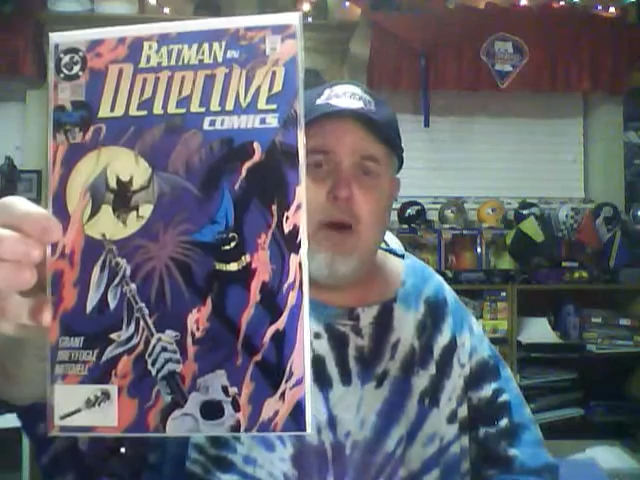 DC
BATMAN IN
DETECTIVE
COMICS
GRANT
BREYFOGLE
MITCHELL